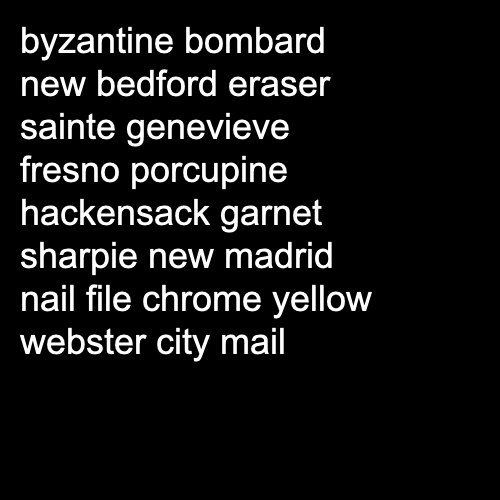 byzantine bombard
new bedford eraser
sainte genevieve
fresno porcupine
hackensack garnet
sharpie new madrid
nail file chrome yellow
webster city mail